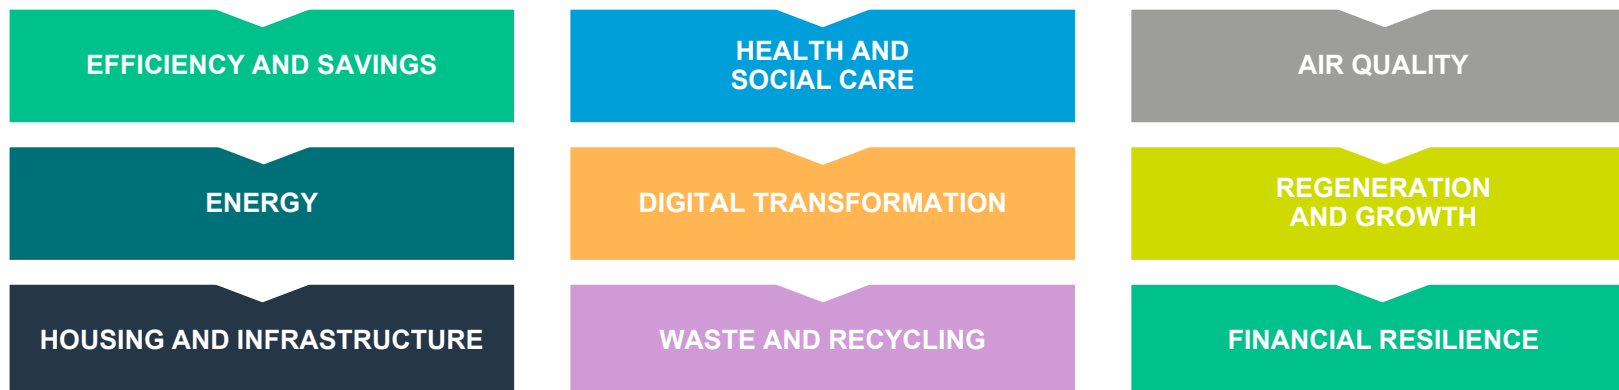 EFFICIENCY AND SAVINGS
HEALTH AND
SOCIAL CARE
AIR QUALITY
ENERGY
DIGITAL TRANSFORMATION
REGENERATION
AND GROWTH
HOUSING AND INFRASTRUCTURE
WASTE AND RECYCLING
FINANCIAL RESILIENCE